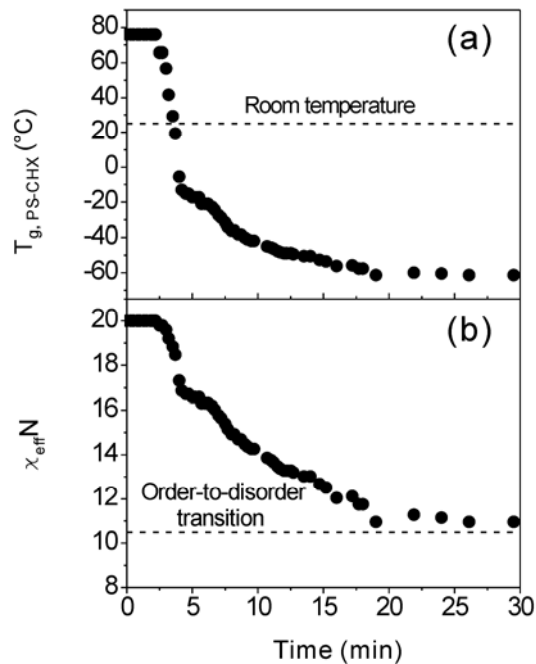 80
(a)
60
40
Room temperature
20
0
-20
-40
-60
T_g, PS-CHX (°C)
20
(b)
18
16
14
Order-to-disorder
transition
12
10
8
χ_eff N
0 5 10 15 20 25 30
Time (min)